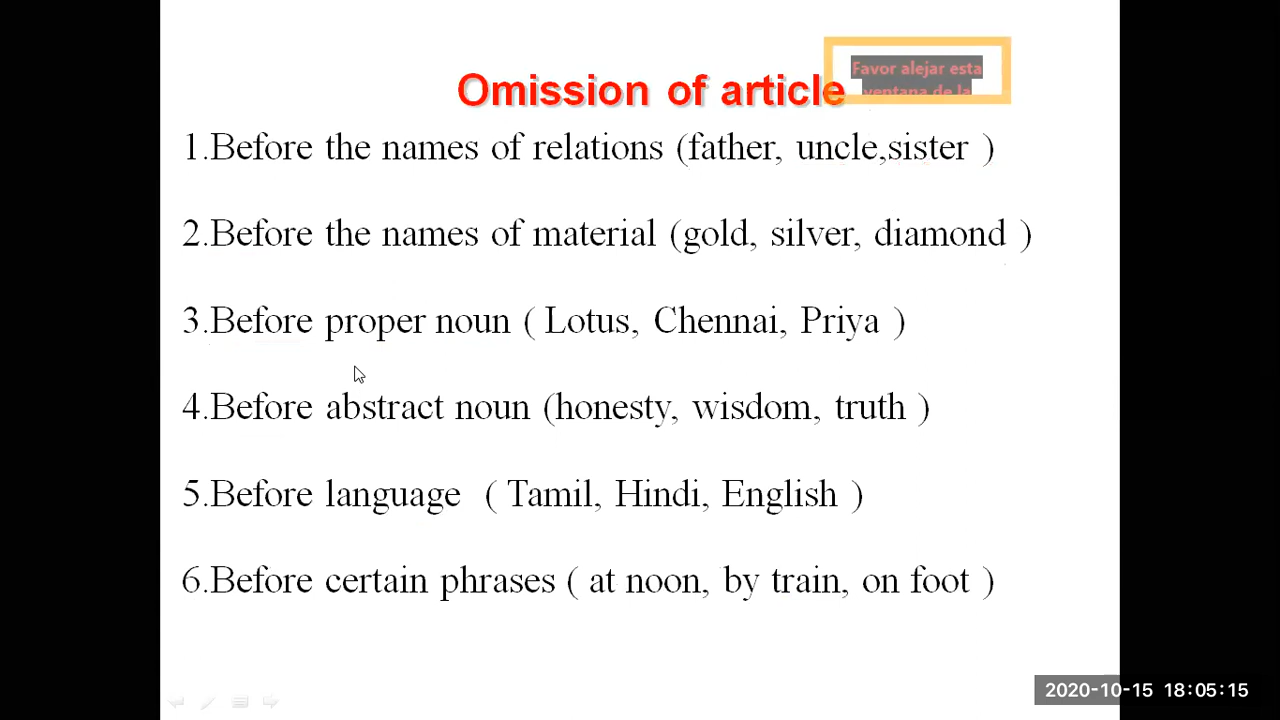 Favor alejar esta
ventana de la
Omission of article
1.Before the names of relations (father, uncle,sister )
2.Before the names of material (gold, silver, diamond )
3.Before proper noun ( Lotus, Chennai, Priya )
4.Before abstract noun (honesty, wisdom, truth )
5.Before language ( Tamil, Hindi, English )
6.Before certain phrases ( at noon, by train, on foot )
2020-10-15 18:05:15